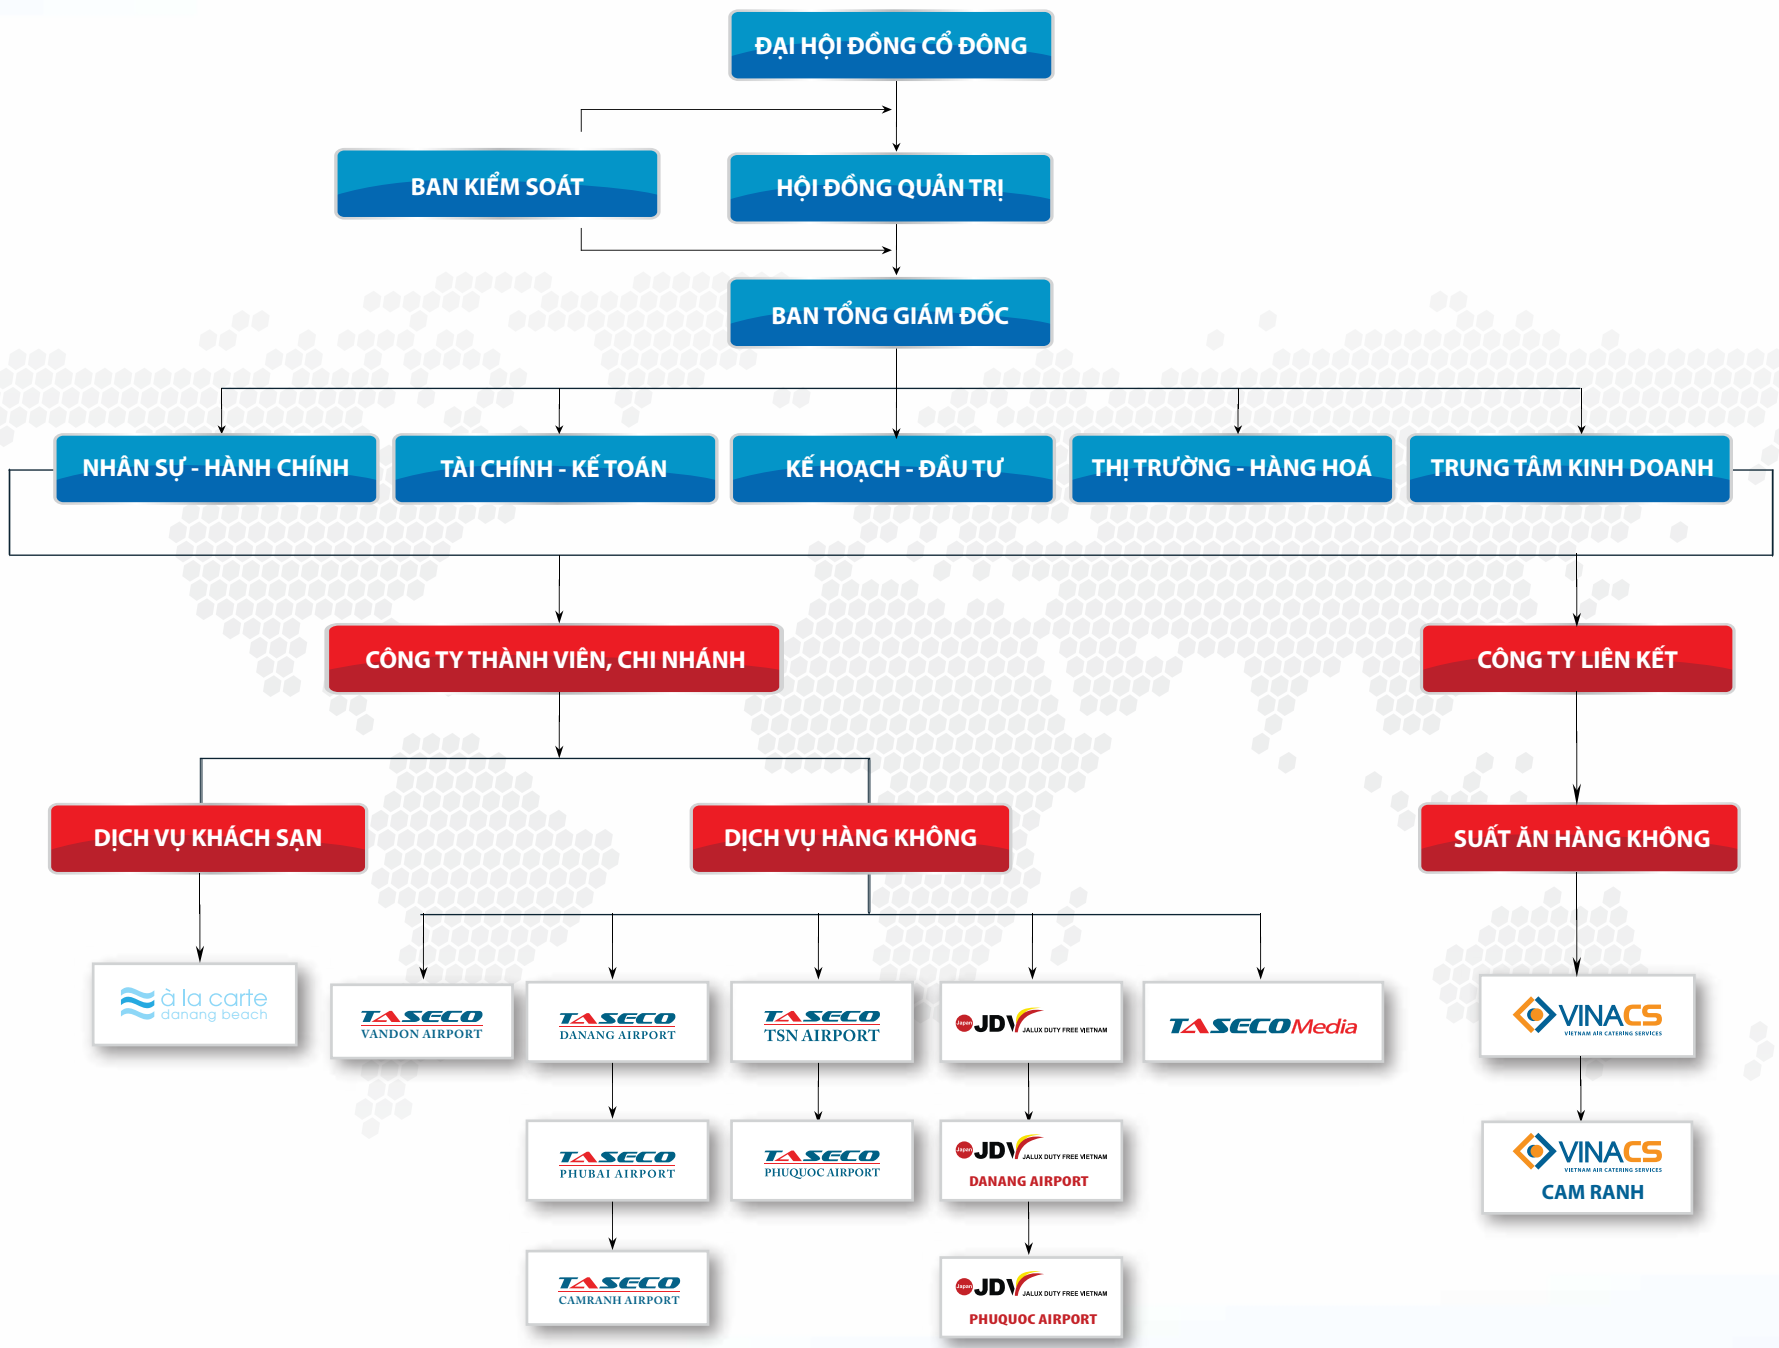 ĐẠI HỘI ĐỒNG CỔ ĐÔNG
BAN KIỂM SOÁT
HỘI ĐỒNG QUẢN TRỊ
BAN TỔNG GIÁM ĐỐC
NHÂN SỰ - HÀNH CHÍNH
TÀI CHÍNH - KẾ TOÁN
KẾ HOẠCH - ĐẦU TƯ
THỊ TRƯỜNG - HÀNG HOÁ
TRUNG TÂM KINH DOANH
CÔNG TY THÀNH VIÊN, CHI NHÁNH
CÔNG TY LIÊN KẾT
DỊCH VỤ KHÁCH SẠN
DỊCH VỤ HÀNG KHÔNG
SUẤT ĂN HÀNG KHÔNG
à la carte
danang beach
TASECO
VANDON AIRPORT
TASECO
DANANG AIRPORT
TASECO
TSN AIRPORT
Japan JDV JALUX DUTY FREE VIETNAM
TASECO Media
VINACS
VIETNAM AIR CATERING SERVICES
TASECO
PHUBAI AIRPORT
TASECO
PHUQUOC AIRPORT
Japan JDV JALUX DUTY FREE VIETNAM
DANANG AIRPORT
VINACS
VIETNAM AIR CATERING SERVICES
CAM RANH
TASECO
CAMRANH AIRPORT
Japan JDV JALUX DUTY FREE VIETNAM
PHUQUOC AIRPORT